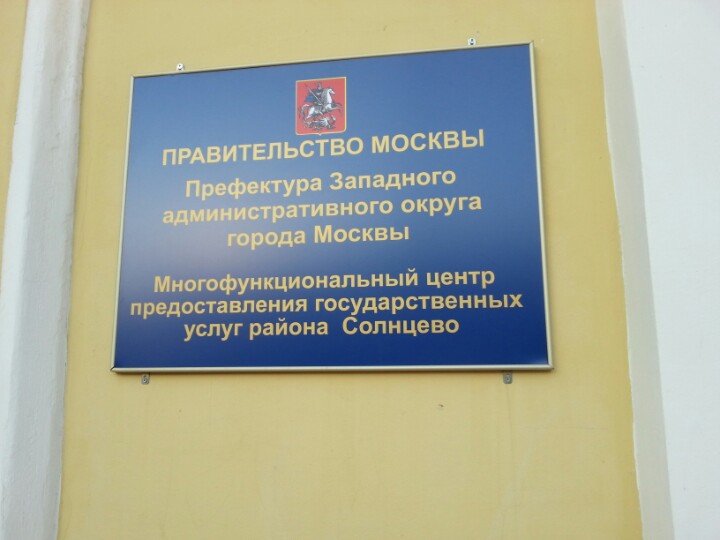 ПРАВИТЕЛЬСТВО МОСКВЫ
Префектура Западного
административного округа
города Москвы
Многофункциональный центр
предоставления государственных
услуг района Солнцево